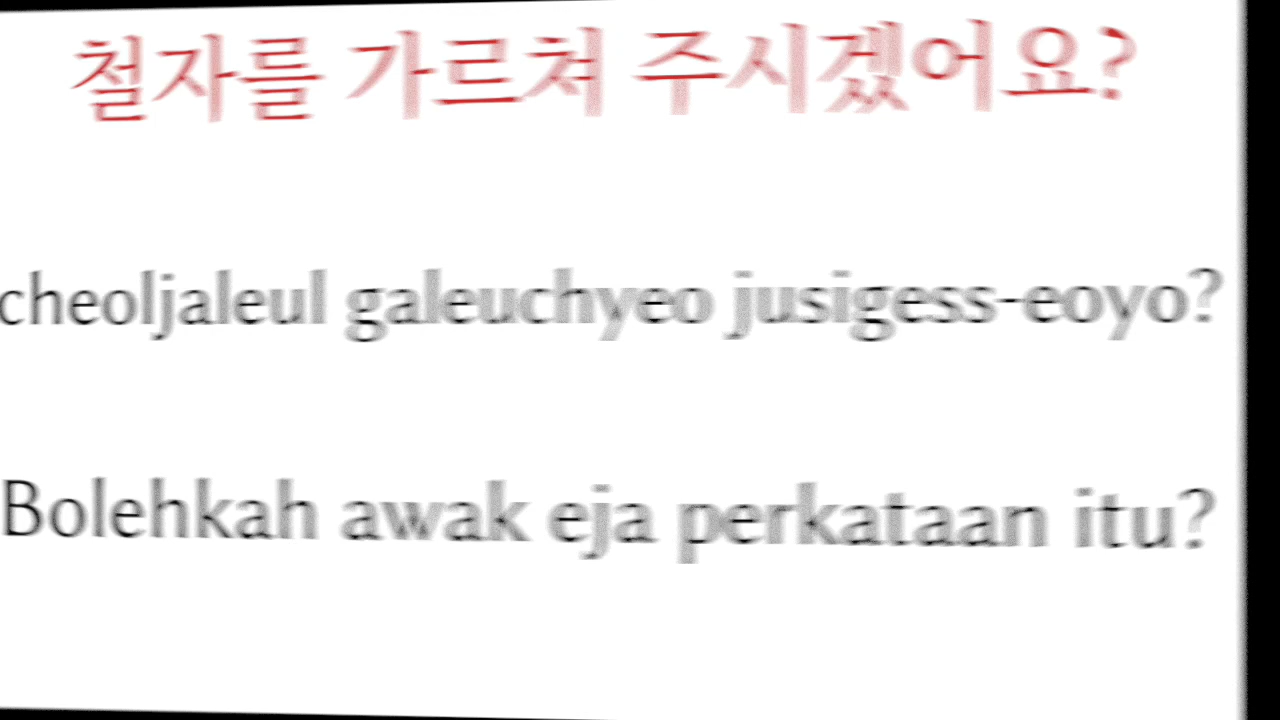 철자를 가르쳐 주시겠어요?
cheoljaleul galeuchyeo jusigess-eoyo?
Bolehkah awak eja perkataan itu?